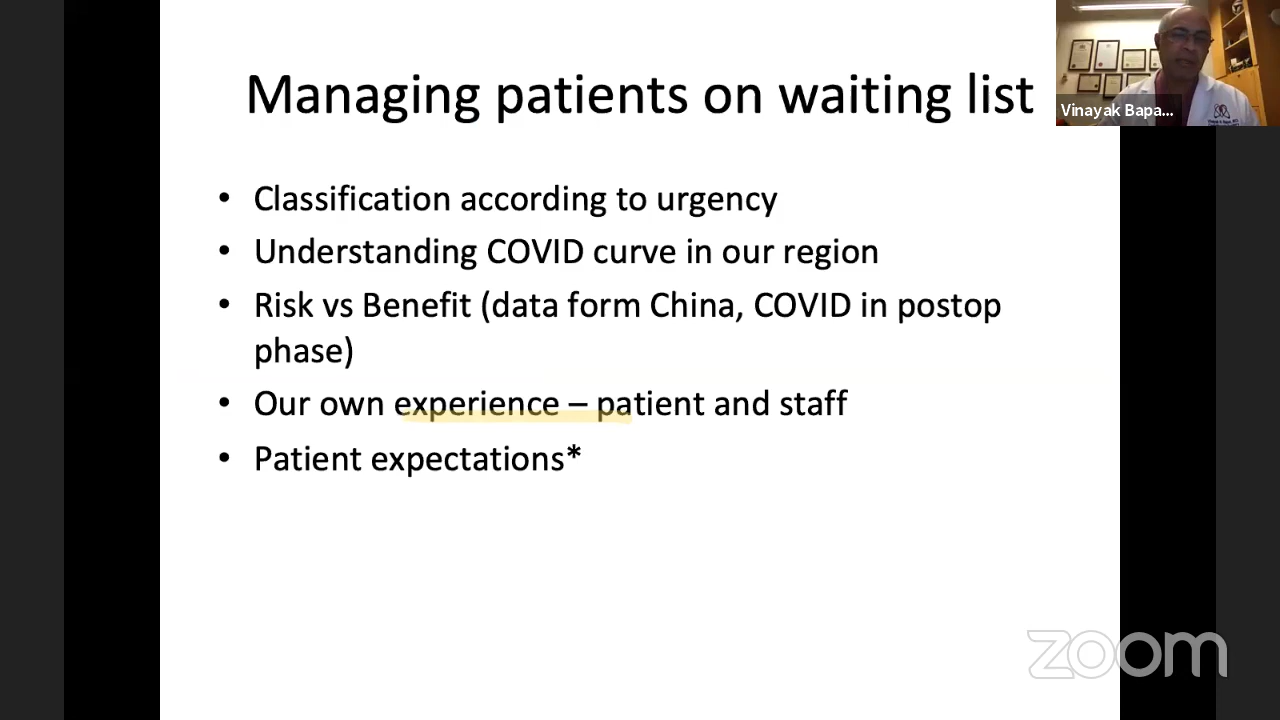 Managing patients on waiting list
Vinayak Bapa...
• Classification according to urgency
• Understanding COVID curve in our region
• Risk vs Benefit (data form China, COVID in postop
phase)
• Our own experience – patient and staff
• Patient expectations*
zoom